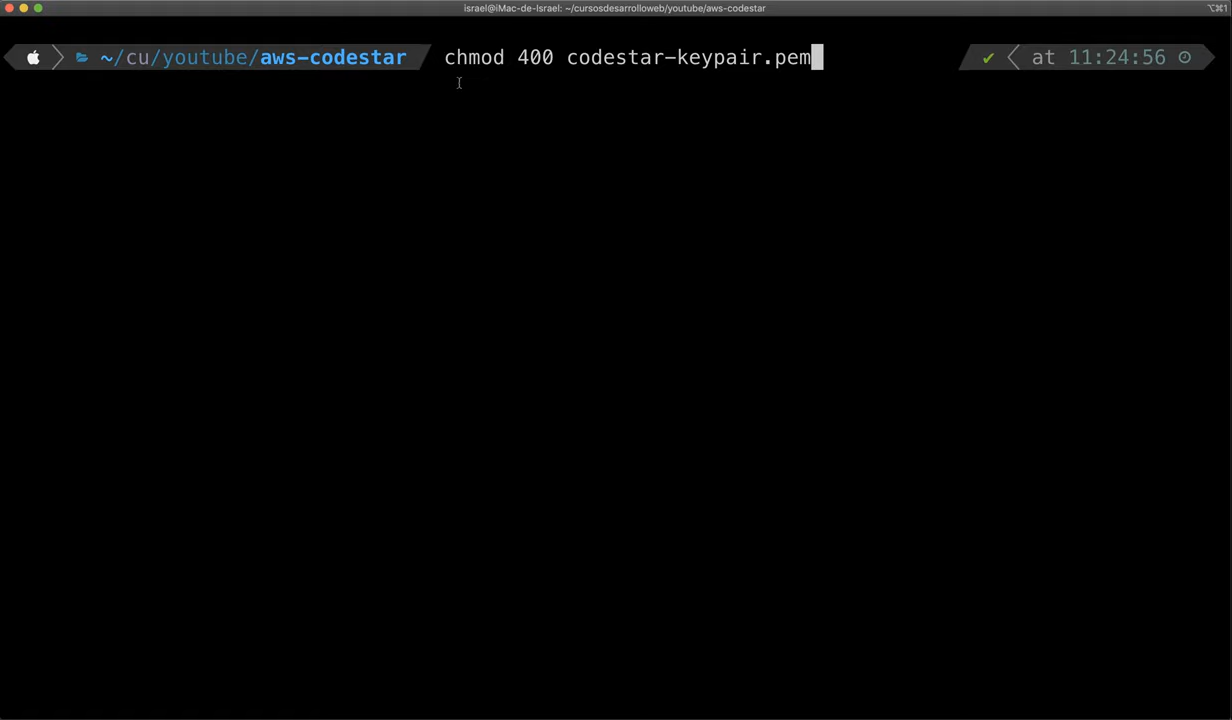 israel@iMac-de-Israel: ~/cursosdesarrolloweb/youtube/aws-codestar
⌥⌘1
~/cu/youtube/aws-codestar chmod 400 codestar-keypair.pem ✔ at 11:24:56